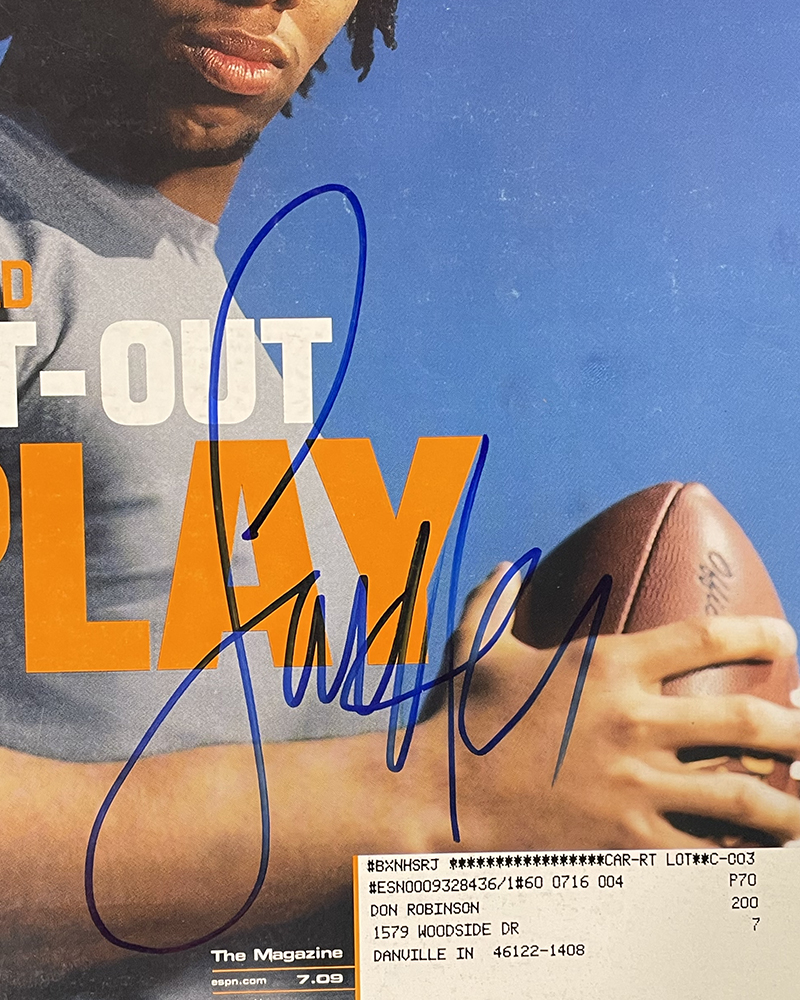 D
T-OUT
PLAY
#BXNHSRJ *****************CAR-RT LOT**C-003
#ESN0009328436/1#60 0716 004 P70
DON ROBINSON 200
1579 WOODSIDE DR 7
DANVILLE IN 46122-1408
The Magazine
espn.com 7.09